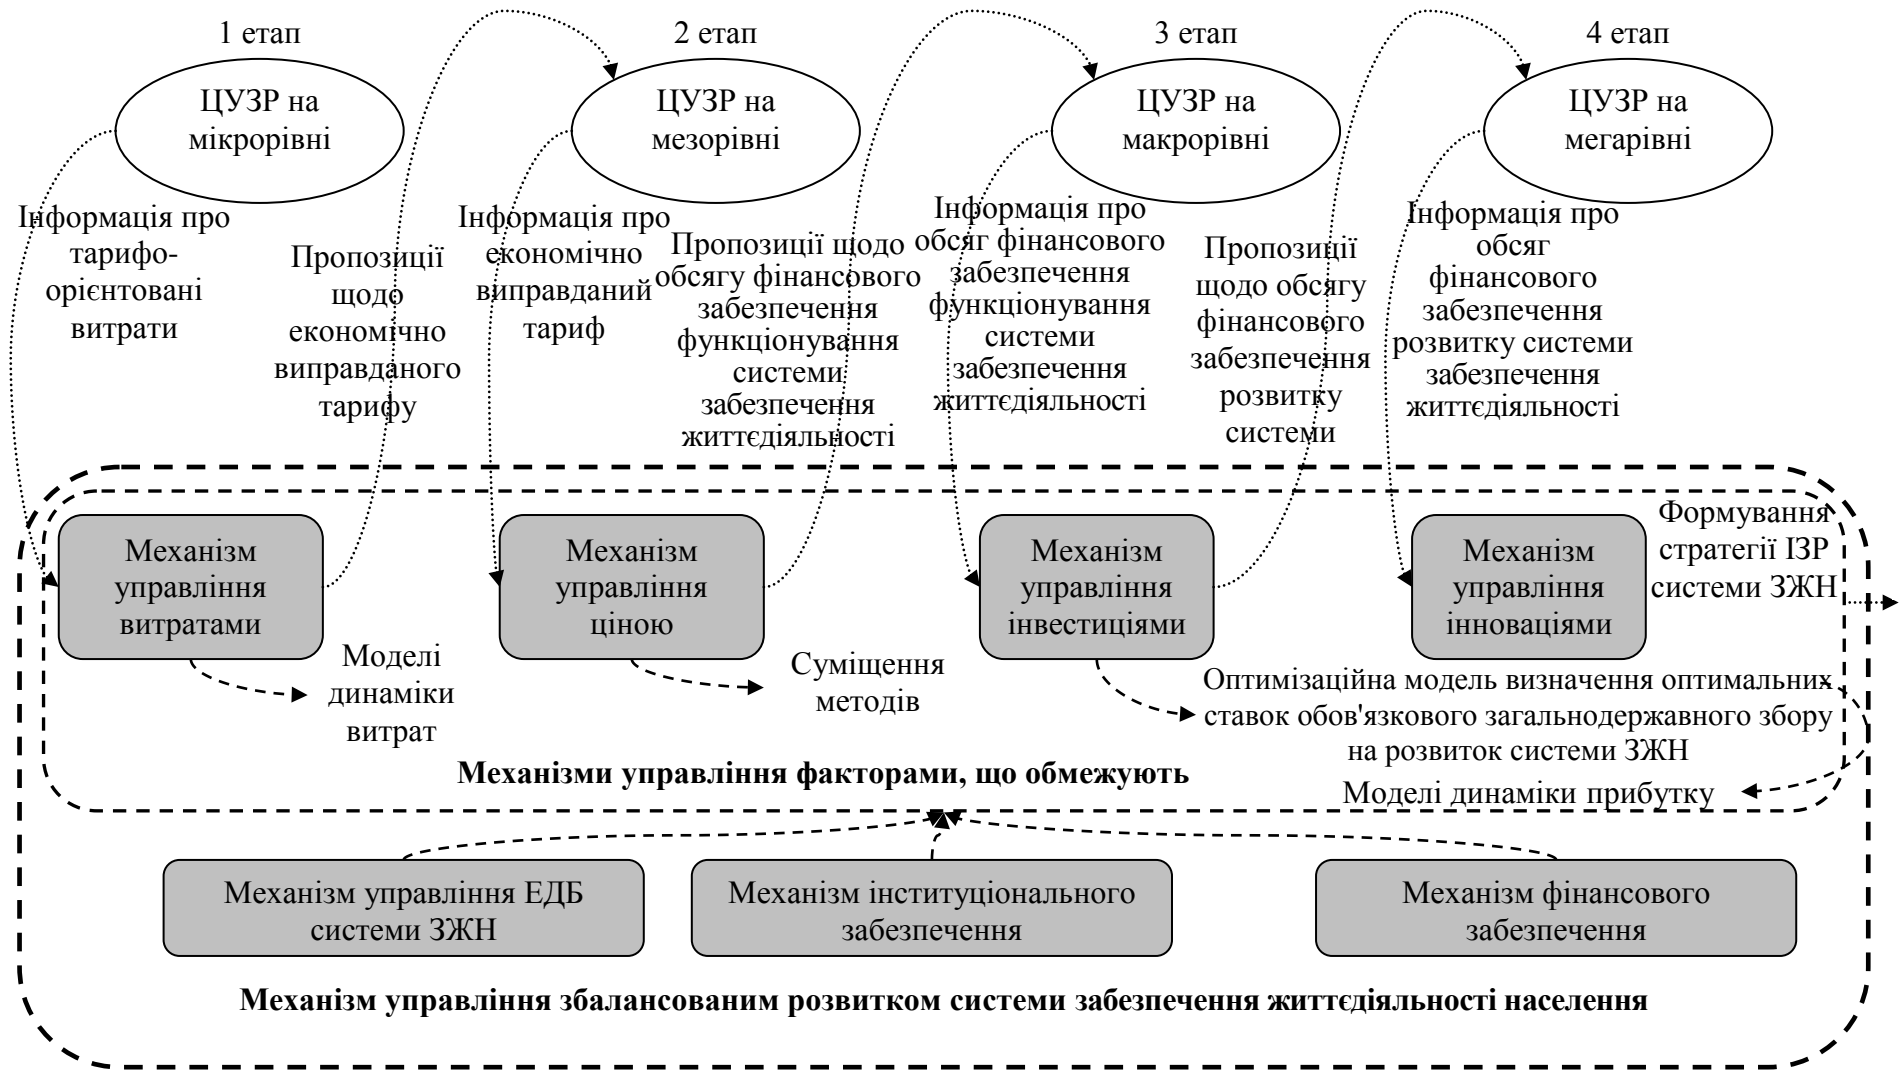 1 етап
2 етап
3 етап
4 етап
ЦУЗР на
мікрорівні
ЦУЗР на
мезорівні
ЦУЗР на
макрорівні
ЦУЗР на
мегарівні
Інформація про
тарифо-
орієнтовані
витрати
Пропозиції
щодо
економічно
виправданого
тарифу
Інформація про
економічно
виправданий
тариф
Пропозиції щодо
обсягу фінансового
забезпечення
функціонування
системи
забезпечення
життєдіяльності
Інформація про
обсяг фінансового
забезпечення
функціонування
системи
забезпечення
життєдіяльності
Пропозиції
щодо обсягу
фінансового
забезпечення
розвитку
системи
Інформація про
обсяг
фінансового
забезпечення
розвитку системи
забезпечення
життєдіяльності
Механізм
управління
витратами
Механізм
управління
ціною
Механізм
управління
інвестиціями
Механізм
управління
інноваціями
Формування
стратегії ІЗР
системи ЗЖН
Моделі
динаміки
витрат
Суміщення
методів
Оптимізаційна модель визначення оптимальних
ставок обов'язкового загальнодержавного збору
на розвиток системи ЗЖН
Механізми управління факторами, що обмежують
Моделі динаміки прибутку
Механізм управління ЕДБ
системи ЗЖН
Механізм інституціонального
забезпечення
Механізм фінансового
забезпечення
Механізм управління збалансованим розвитком системи забезпечення життєдіяльності населення